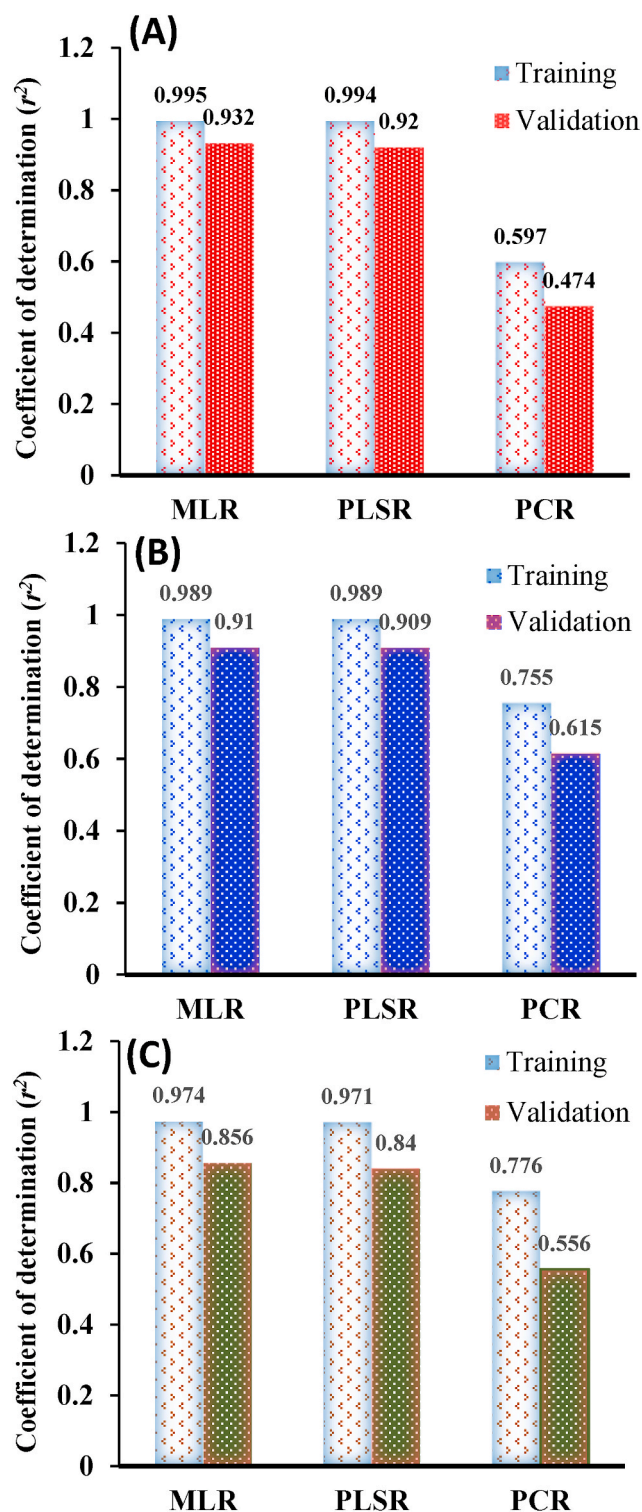 (A)
1.2
1
0.8
0.6
0.4
0.2
0
Coefficient of determination (r²)
Training
Validation
0.995
0.932
0.994
0.92
0.597
0.474
MLR
PLSR
PCR
(B)
1.2
1
0.8
0.6
0.4
0.2
0
Coefficient of determination (r²)
Training
Validation
0.989
0.91
0.989
0.909
0.755
0.615
MLR
PLSR
PCR
(C)
1.2
1
0.8
0.6
0.4
0.2
0
Coefficient of determination (r²)
Training
Validation
0.974
0.856
0.971
0.84
0.776
0.556
MLR
PLSR
PCR